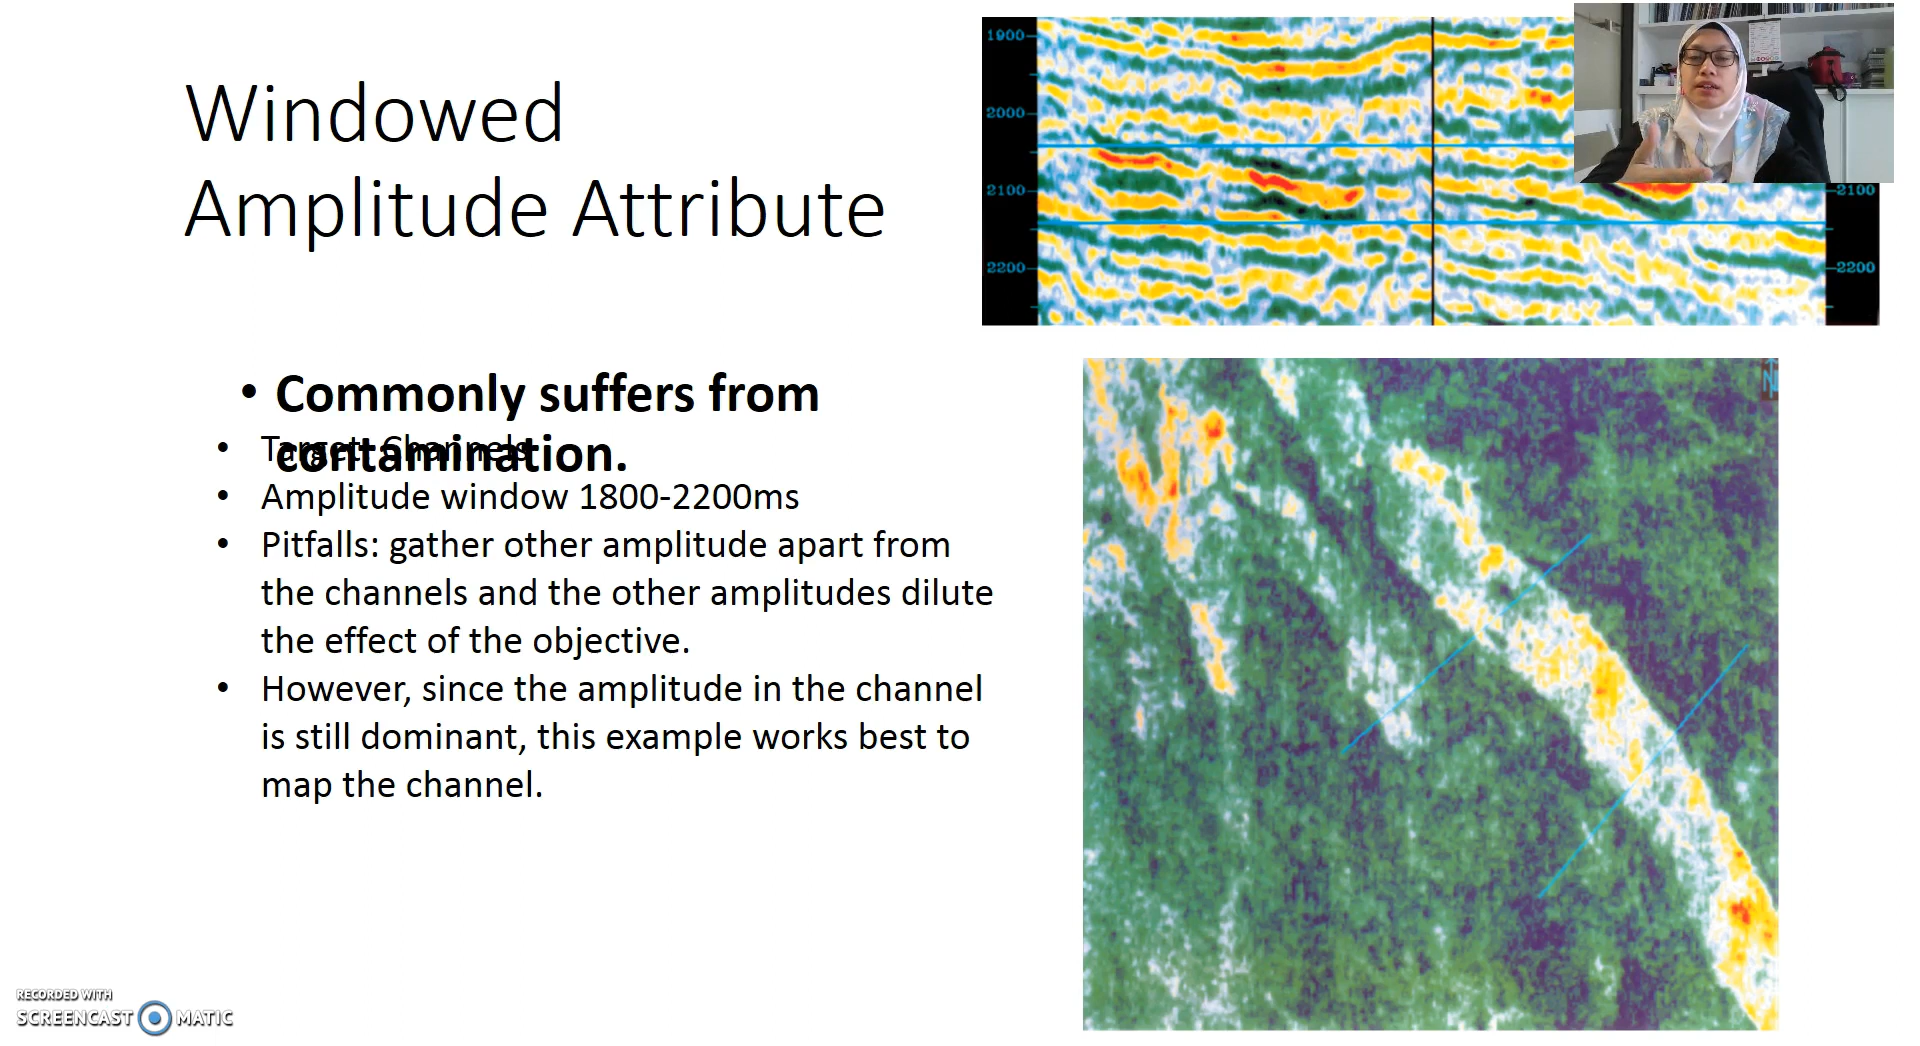 Windowed
Amplitude Attribute
• Commonly suffers from
contamination.
• Target: Channels
• Amplitude window 1800-2200ms
• Pitfalls: gather other amplitude apart from
the channels and the other amplitudes dilute
the effect of the objective.
• However, since the amplitude in the channel
is still dominant, this example works best to
map the channel.
1900
2000
2100
2200
2100
2200
N
RECORDED WITH
SCREENCAST MATIC